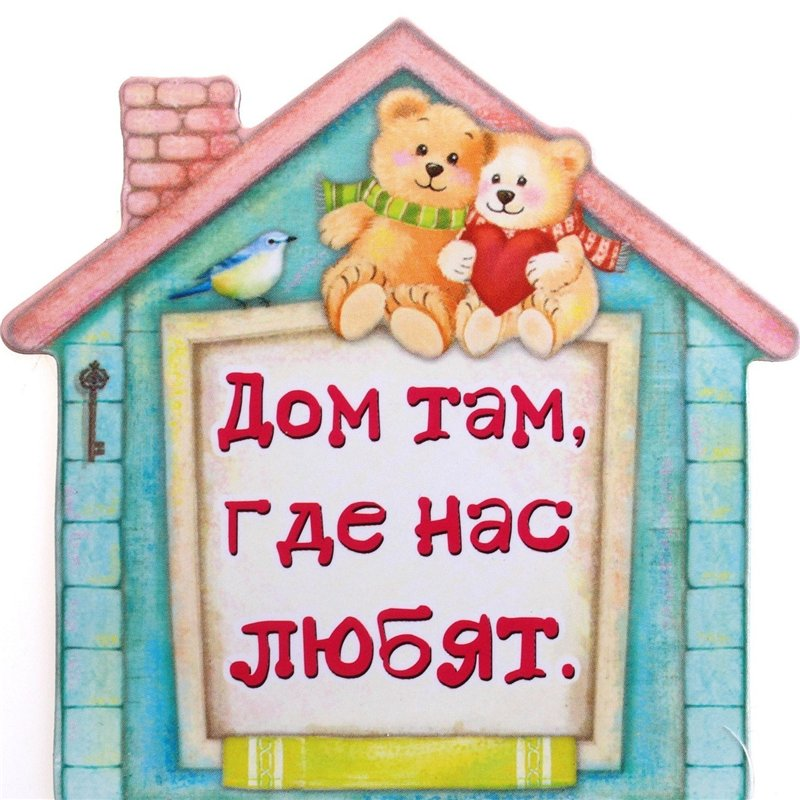 Дом там,
где нас
любят.